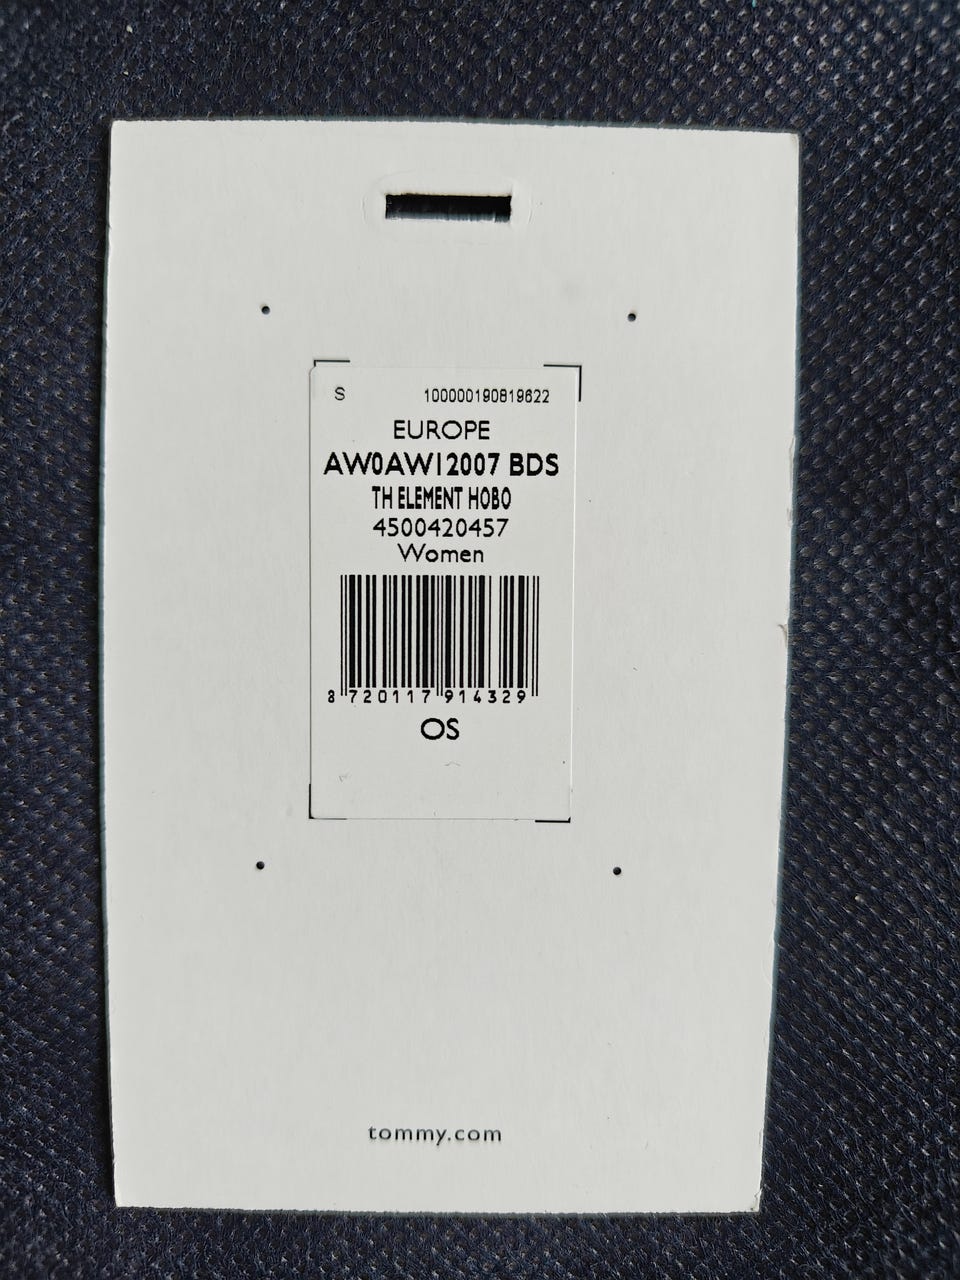 S 100000190819622
EUROPE
AW0AW12007 BDS
TH ELEMENT HOBO
4500420457
Women
8 720117 914329
OS
tommy.com